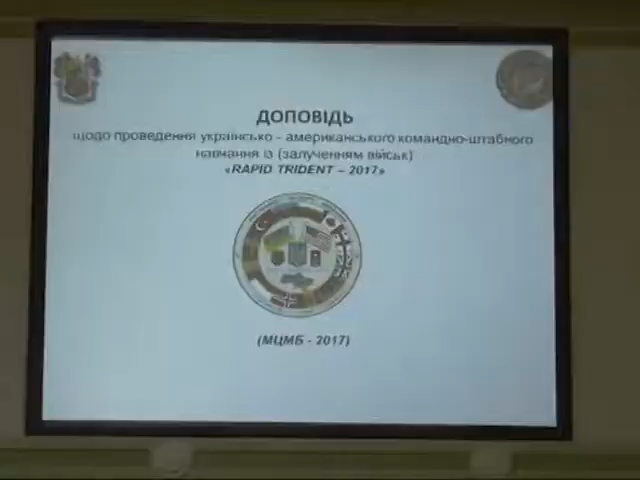 ДОПОВІДЬ
щодо проведення українсько - американського командно-штабного
навчання із (залученням військ)
«RAPID TRIDENT – 2017»
(МЦМБ - 2017)